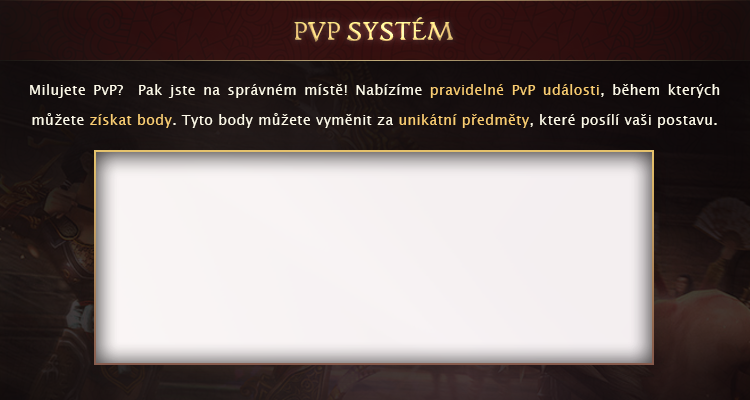 PVP SYSTÉM
Milujete PvP? Pak jste na správném místě! Nabízíme pravidelné PvP události, během kterých
můžete získat body. Tyto body můžete vyměnit za unikátní předměty, které posílí vaši postavu.